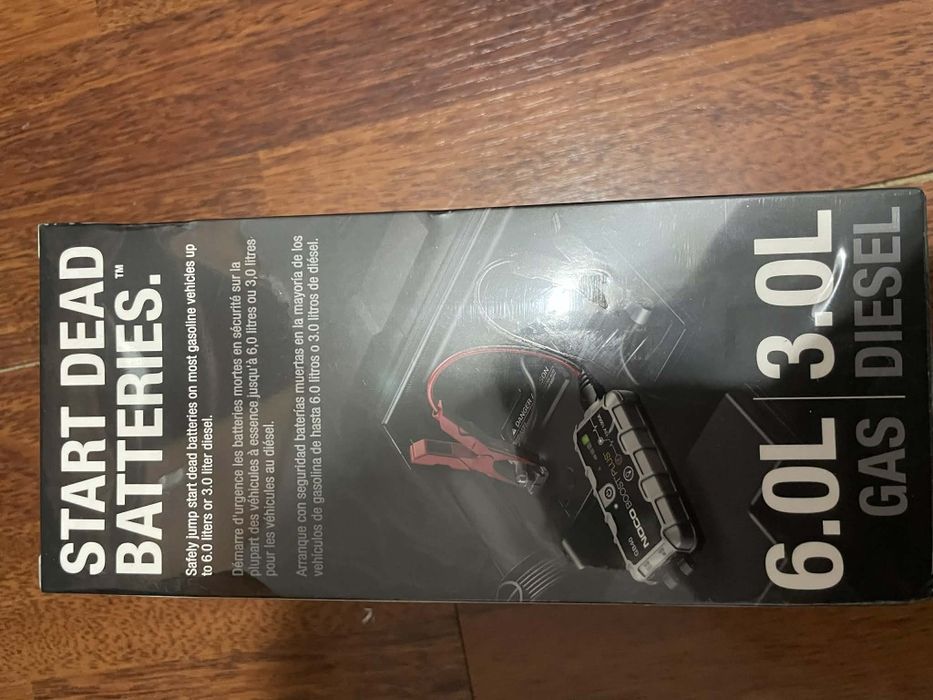 START DEAD
BATTERIES.™
Safely jump start dead batteries on most gasoline vehicles up
to 6.0 liters or 3.0 liter diesel.
Démarre d'urgence les batteries mortes en sécurité sur la
plupart des véhicules à essence jusqu'à 6,0 litres ou 3,0 litres
pour les véhicules au diésel.
Arranque con seguridad baterías muertas en la mayoría de los
vehículos de gasolina de hasta 6.0 litros o 3.0 litros de diésel.
DANGER
GB40
NOCO BOOST PLUS
6.0L 3.0L
GAS DIESEL